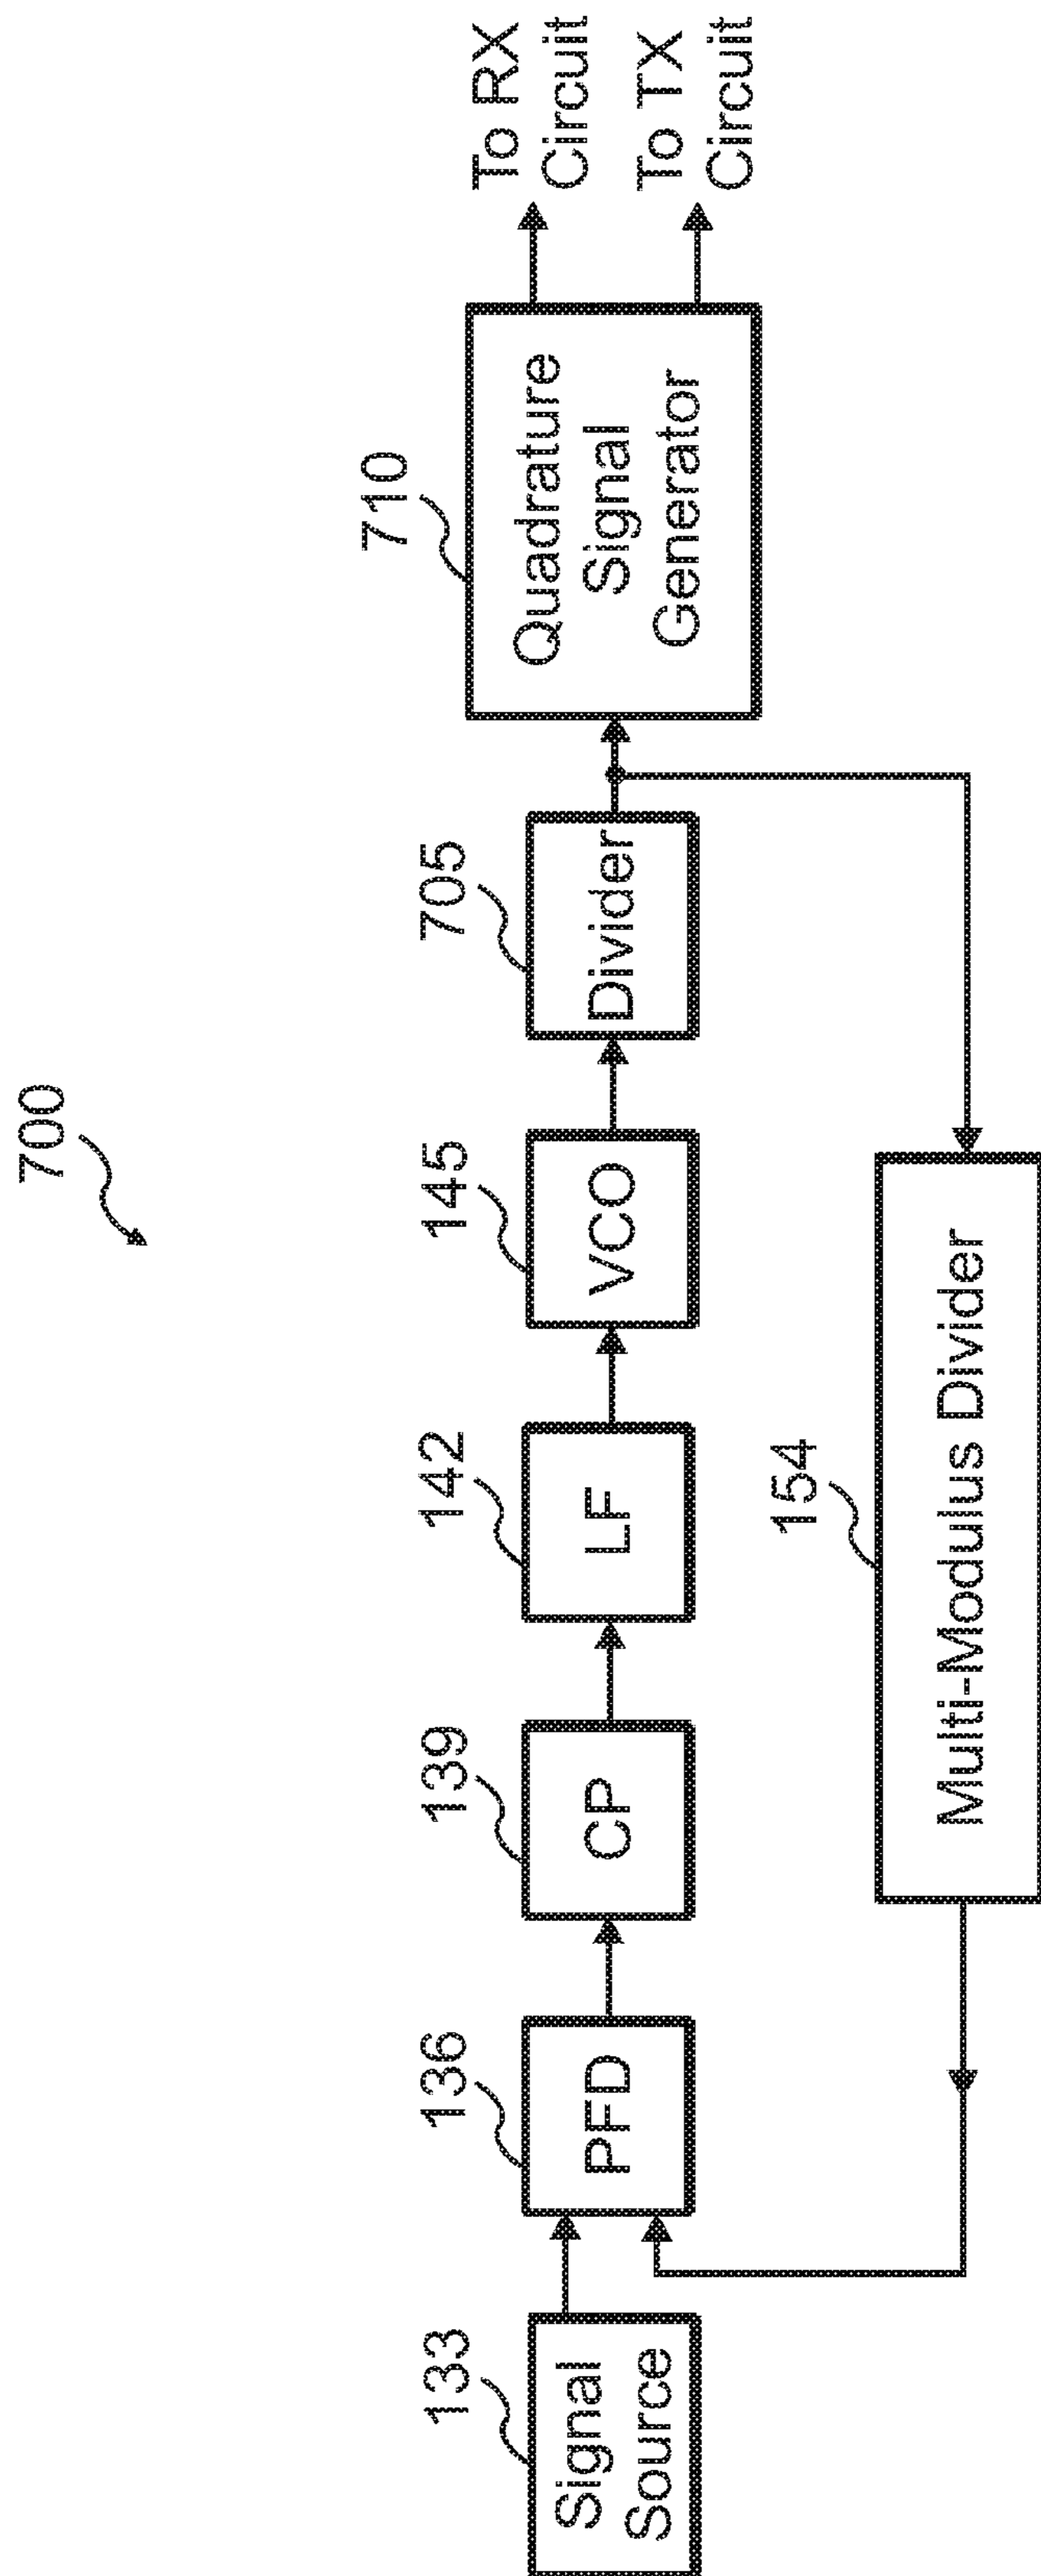 700
133
Signal
Source
136
PFD
139
CP
142
LF
145
VCO
705
Divider
710
Quadrature
Signal
Generator
To RX
Circuit
To TX
Circuit
154
Multi-Modulus Divider